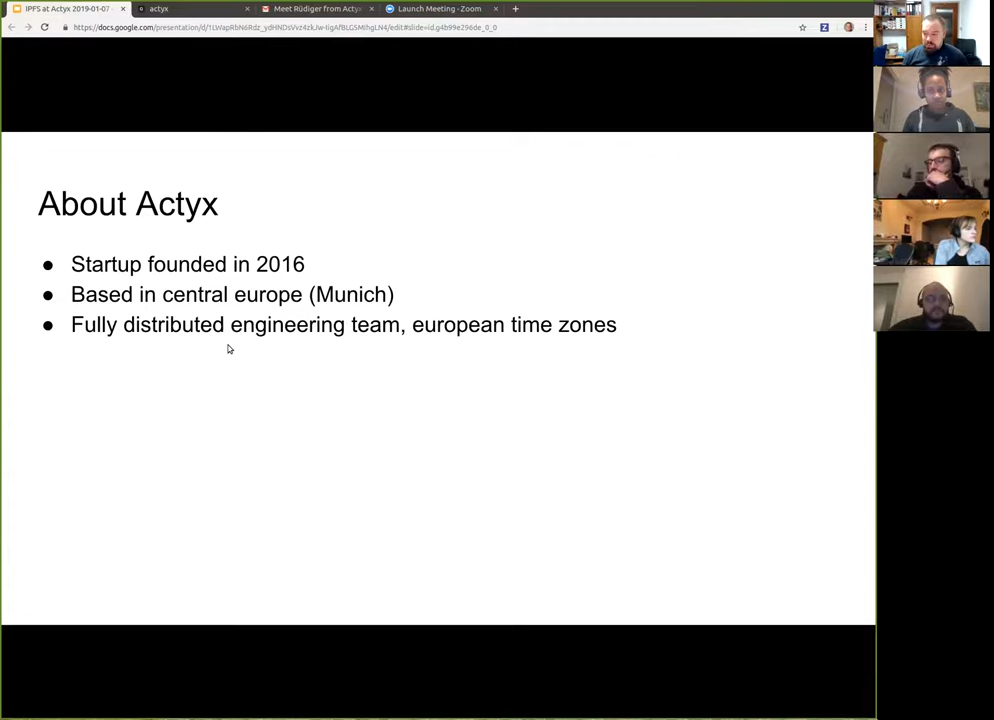 IPFS at Actyx 2019-01-07
actyx
Meet Rüdiger from Actyx
Launch Meeting - Zoom
About Actyx
● Startup founded in 2016
● Based in central europe (Munich)
● Fully distributed engineering team, european time zones